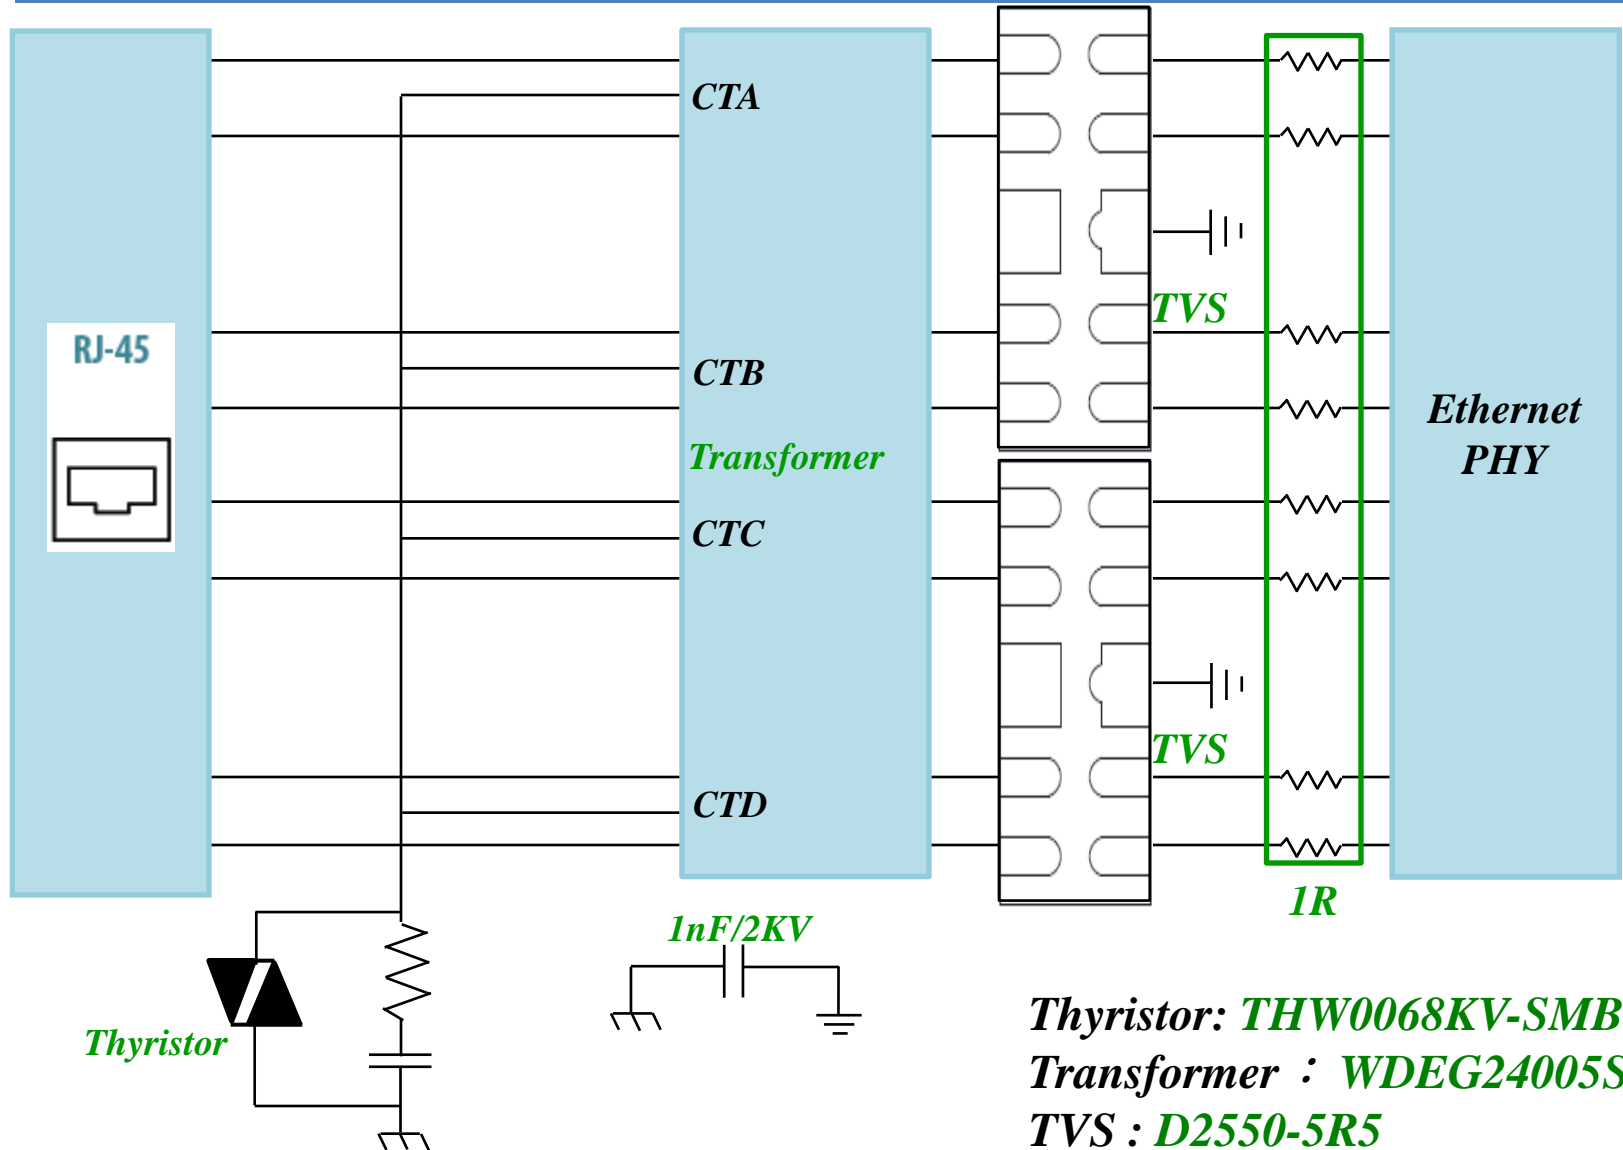 CTA
TVS
RJ-45
CTB
Ethernet
PHY
Transformer
CTC
TVS
CTD
1R
1nF/2KV
Thyristor
Thyristor: THW0068KV-SMB
Transformer : WDEG24005S
TVS : D2550-5R5